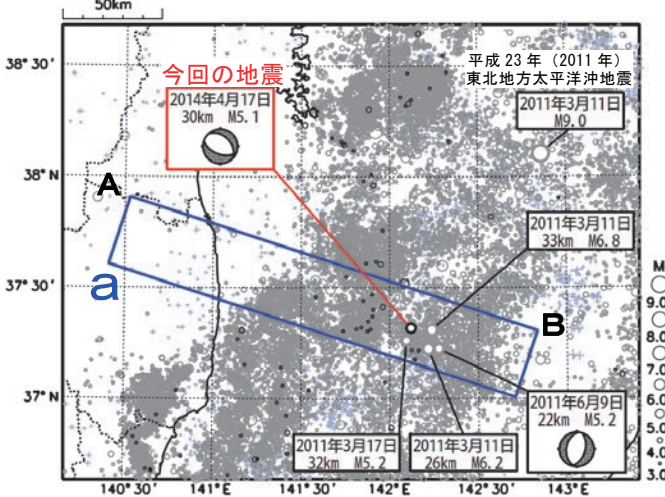 50km
38°30'
38°N
37°30'
37°N
平成 23 年（2011 年）
東北地方太平洋沖地震
2011年3月11日
M9.0
今回の地震
2014年4月17日
30km M5.1
A
a
B
2011年3月11日
33km M6.8
2011年6月9日
22km M5.2
2011年3月17日
32km M5.2
2011年3月11日
26km M6.2
M
9.0
8.0
7.0
6.0
5.0
4.0
3.0
140°30'
141°E
141°30'
142°E
142°30'
143°E